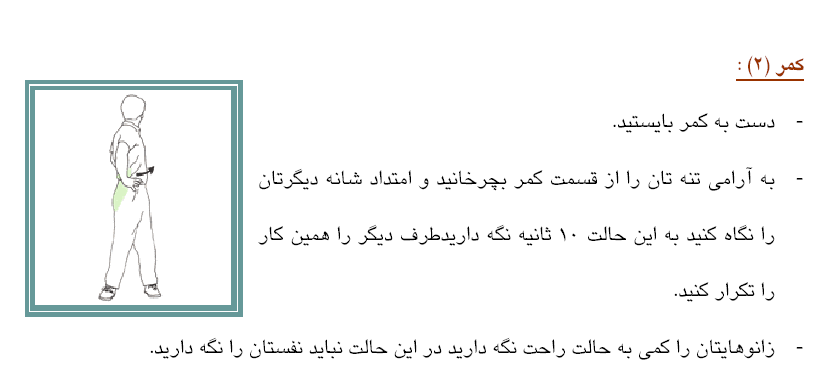 کمر (۲) :
- دست به کمر بایستید.
- به آرامی تنه تان را از قسمت کمر بچرخانید و امتداد شانه دیگرتان
را نگاه کنید به این حالت ۱۰ ثانیه نگه داریدطرف دیگر را همین کار
را تکرار کنید.
- زانوهایتان را کمی به حالت راحت نگه دارید در این حالت نباید نفستان را نگه دارید.